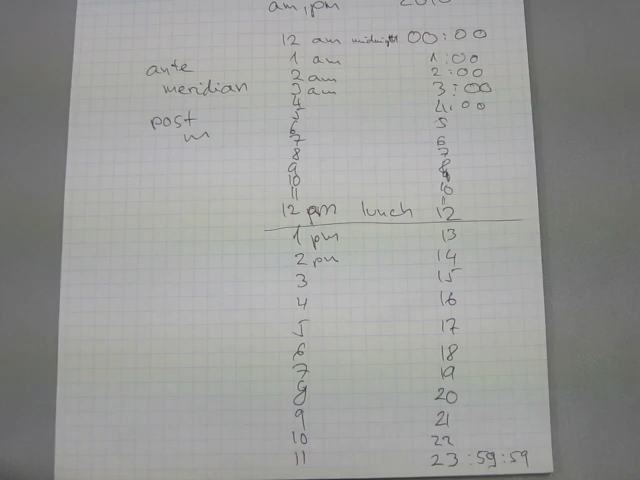 am, pm 2010
12 am midnight 00:00
1 am 1:00
ante 2 am 2:00
meridian 3 am 3:00
4 4:00
post 5 5
m 6 6
7 7
8 8
9 9
10 10
11 11
12 pm lunch 12
1 pm 13
2 pm 14
3 15
4 16
5 17
6 18
7 19
8 20
9 21
10 22
11 23:59:59